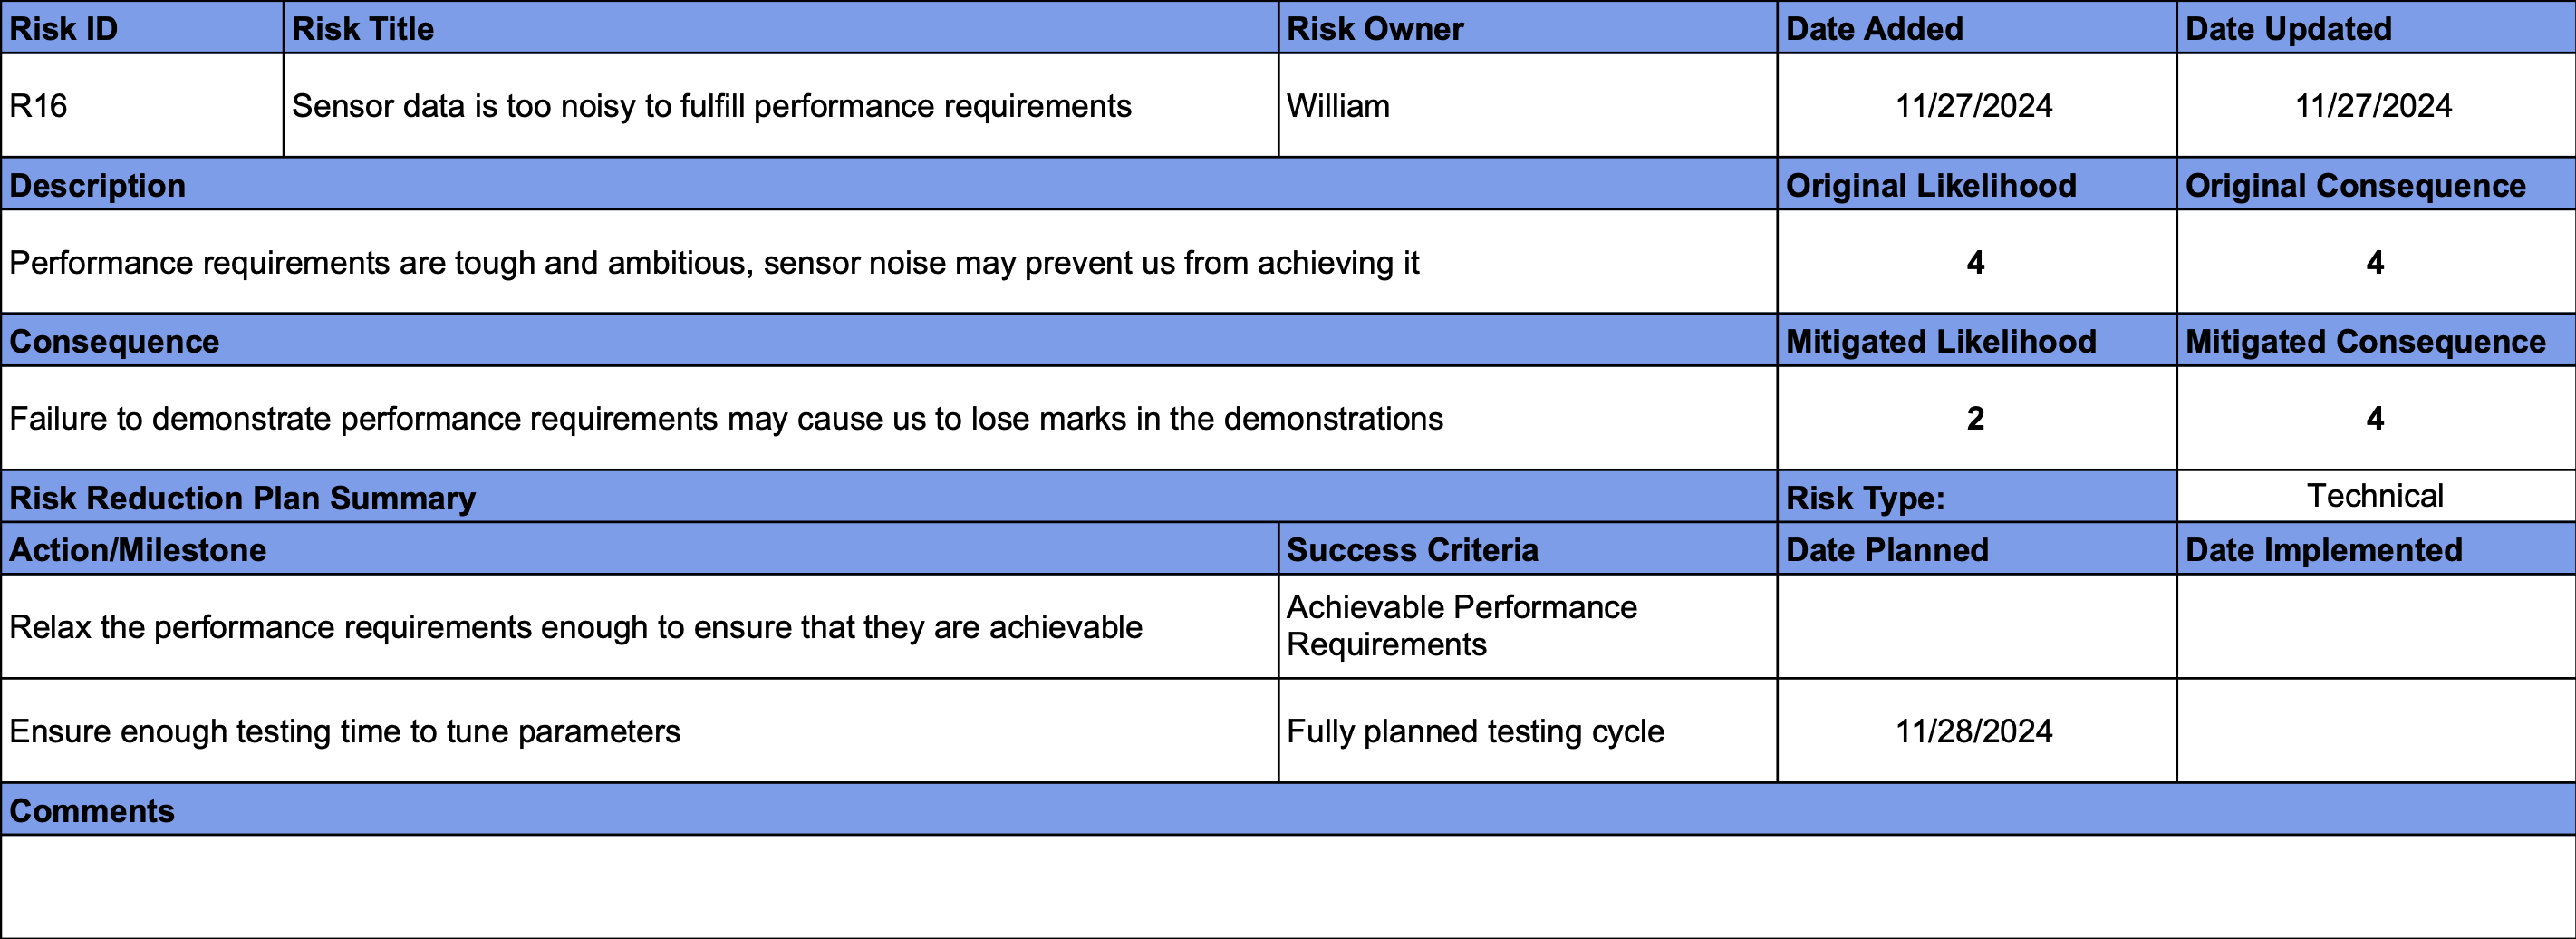 Risk ID Risk Title Risk Owner Date Added Date Updated
R16 Sensor data is too noisy to fulfill performance requirements William 11/27/2024 11/27/2024
Description Original Likelihood Original Consequence
Performance requirements are tough and ambitious, sensor noise may prevent us from achieving it 4 4
Consequence Mitigated Likelihood Mitigated Consequence
Failure to demonstrate performance requirements may cause us to lose marks in the demonstrations 2 4
Risk Reduction Plan Summary Risk Type: Technical
Action/Milestone Success Criteria Date Planned Date Implemented
Relax the performance requirements enough to ensure that they are achievable Achievable Performance
Requirements
Ensure enough testing time to tune parameters Fully planned testing cycle 11/28/2024
Comments